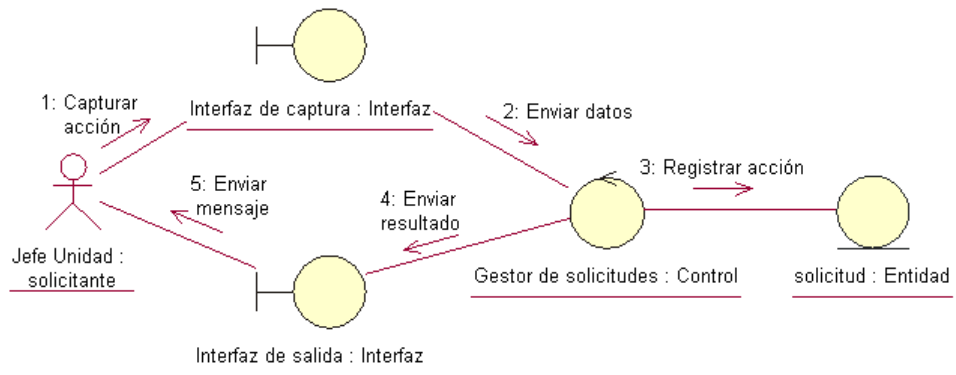 1: Capturar
acción
Interfaz de captura : Interfaz
2: Enviar datos
3: Registrar acción
5: Enviar
mensaje
4: Enviar
resultado
Jefe Unidad :
solicitante
Gestor de solicitudes : Control
solicitud : Entidad
Interfaz de salida : Interfaz